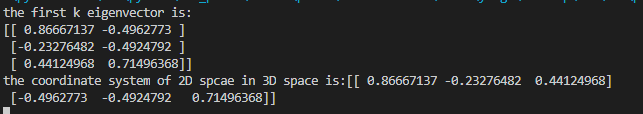 the first k eigenvector is:
[[ 0.86667137 -0.4962773 ]
 [-0.23276482 -0.4924792 ]
 [ 0.44124968  0.71496368]]
the coordinate system of 2D spcae in 3D space is:[[ 0.86667137 -0.23276482  0.44124968]
 [-0.4962773  -0.4924792   0.71496368]]